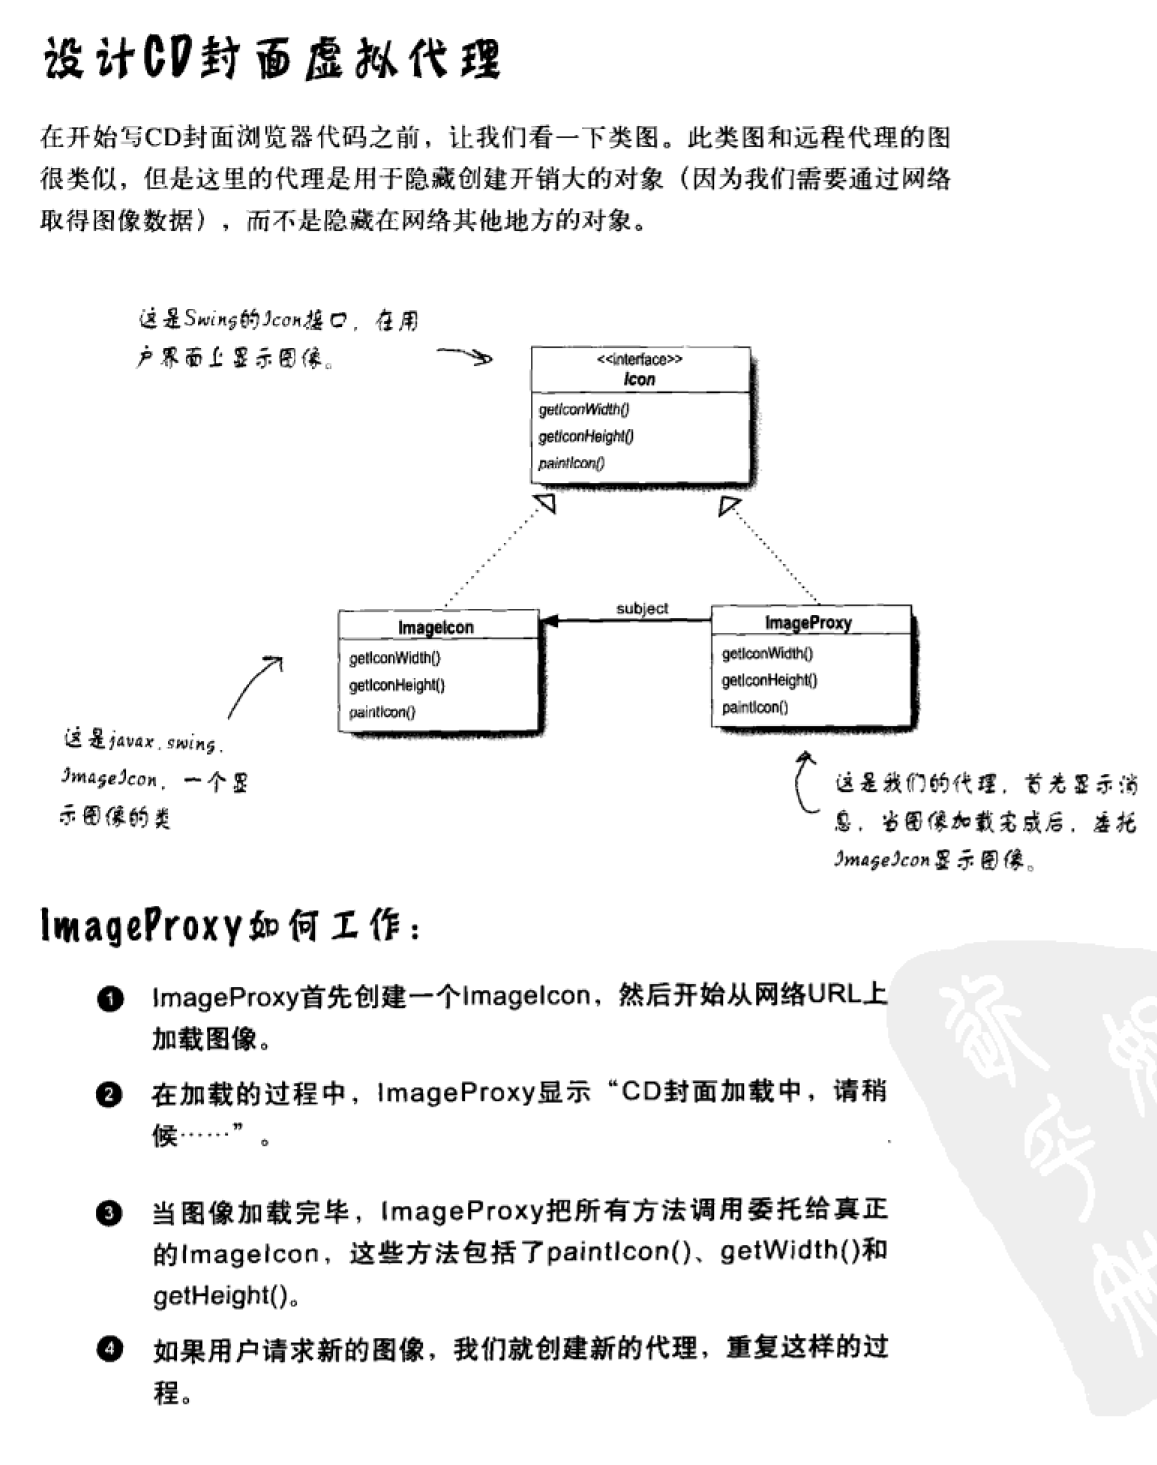 设计CD封面虚拟代理
在开始写CD封面浏览器代码之前，让我们看一下类图。此类图和远程代理的图
很类似，但是这里的代理是用于隐藏创建开销大的对象（因为我们需要通过网络
取得图像数据），而不是隐藏在网络其他地方的对象。
这是Swing的Icon接口，在用
户界面上显示图像。
<<interface>>
Icon
getIconWidth()
getIconHeight()
paintIcon()
subject
ImageIcon
getIconWidth()
getIconHeight()
paintIcon()
ImageProxy
getIconWidth()
getIconHeight()
paintIcon()
这是javax.swing.
ImageIcon，一个显
示图像的类
这是我们的代理，首先显示消
息，当图像加载完成后，委托
ImageIcon显示图像。
ImageProxy如何工作：
1 ImageProxy首先创建一个ImageIcon，然后开始从网络URL上
加载图像。
2 在加载的过程中，ImageProxy显示“CD封面加载中，请稍
候……”。
3 当图像加载完毕，ImageProxy把所有方法调用委托给真正
的ImageIcon，这些方法包括了paintIcon()、getWidth()和
getHeight()。
4 如果用户请求新的图像，我们就创建新的代理，重复这样的过
程。